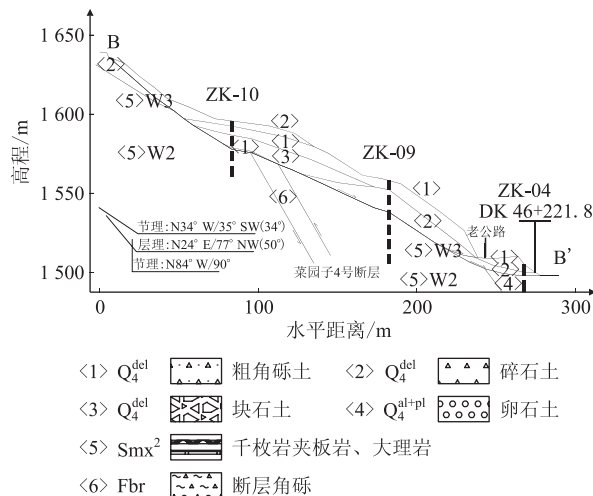 1 650
B
<2>
<5>W3
ZK-10
1 600
<2>
<1>
<1>
<3>
<5>W2
ZK-09
高程/m
<1>
ZK-04
1 550
<6>
DK 46+221.8
<2>
节理:N34° W/35° SW(34°)
老公路
层理:N24° E/77° NW(50°)
<5>W3
<1>
B'
节理:N84° W/90°
菜园子4号断层
<2>
<5>W2
<4>
1 500
0 100 200 300
水平距离/m
<1> Q₄ᵈᵉˡ 粗角砾土 <2> Q₄ᵈᵉˡ 碎石土
<3> Q₄ᵈᵉˡ 块石土 <4> Q₄ᵃˡ⁺ᵖˡ 卵石土
<5> Smx² 千枚岩夹板岩、大理岩
<6> Fbr 断层角砾